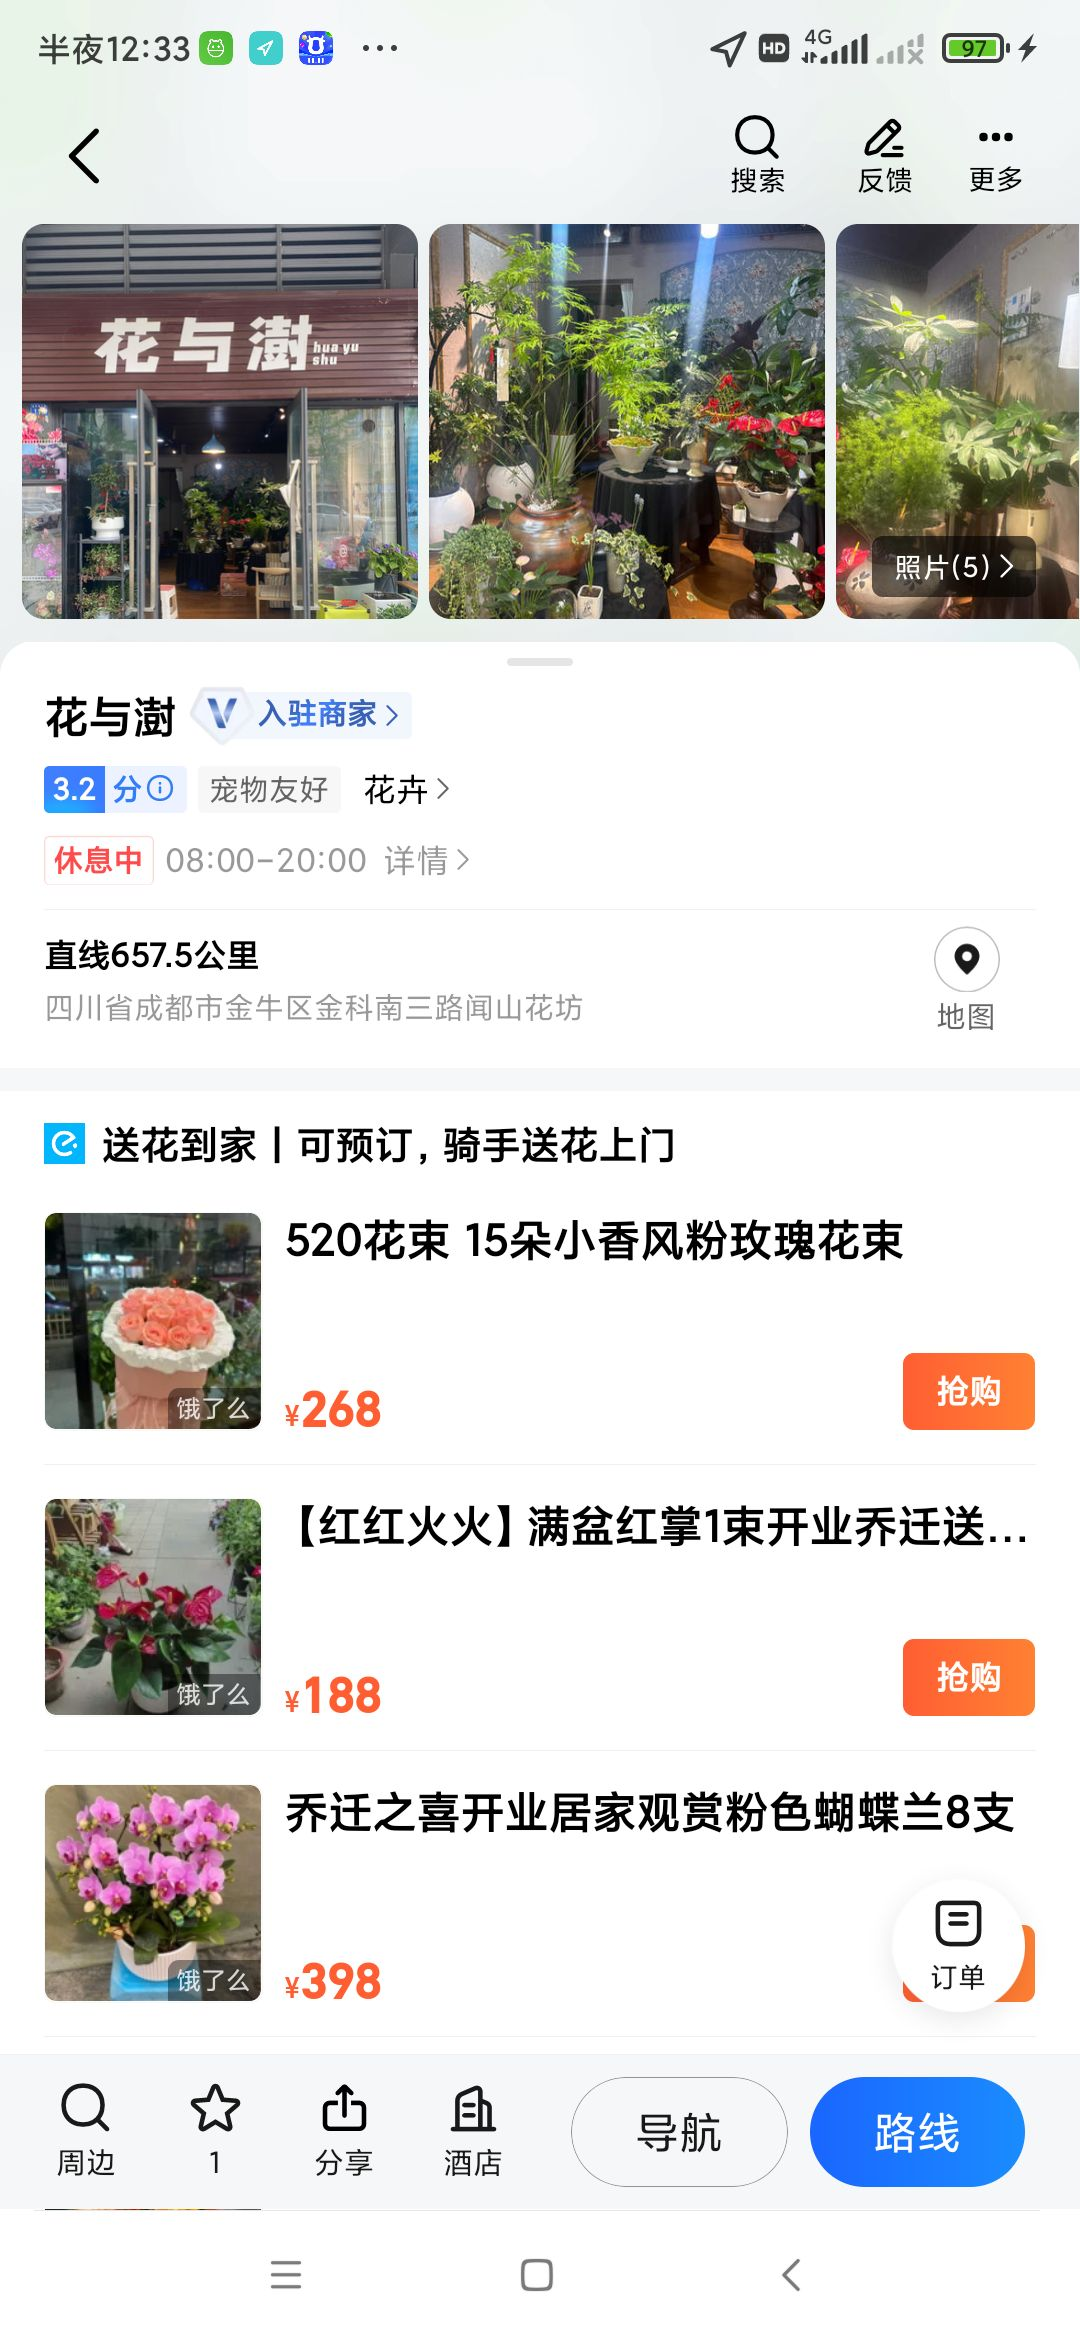 半夜12:33
11.11
HD 4G 97
搜索 反馈 更多
花与澍 hua yu shu
照片(5)
花与澍 V 入驻商家
3.2分 宠物友好 花卉
休息中 08:00-20:00 详情
直线657.5公里
四川省成都市金牛区金科南三路闻山花坊
地图
送花到家 | 可预订, 骑手送花上门
520花束 15朵小香风粉玫瑰花束
饿了么
¥268
抢购
【红红火火】满盆红掌1束开业乔迁送...
饿了么
¥188
抢购
乔迁之喜开业居家观赏粉色蝴蝶兰8支
饿了么
¥398
订单
周边 1 分享 酒店 导航 路线